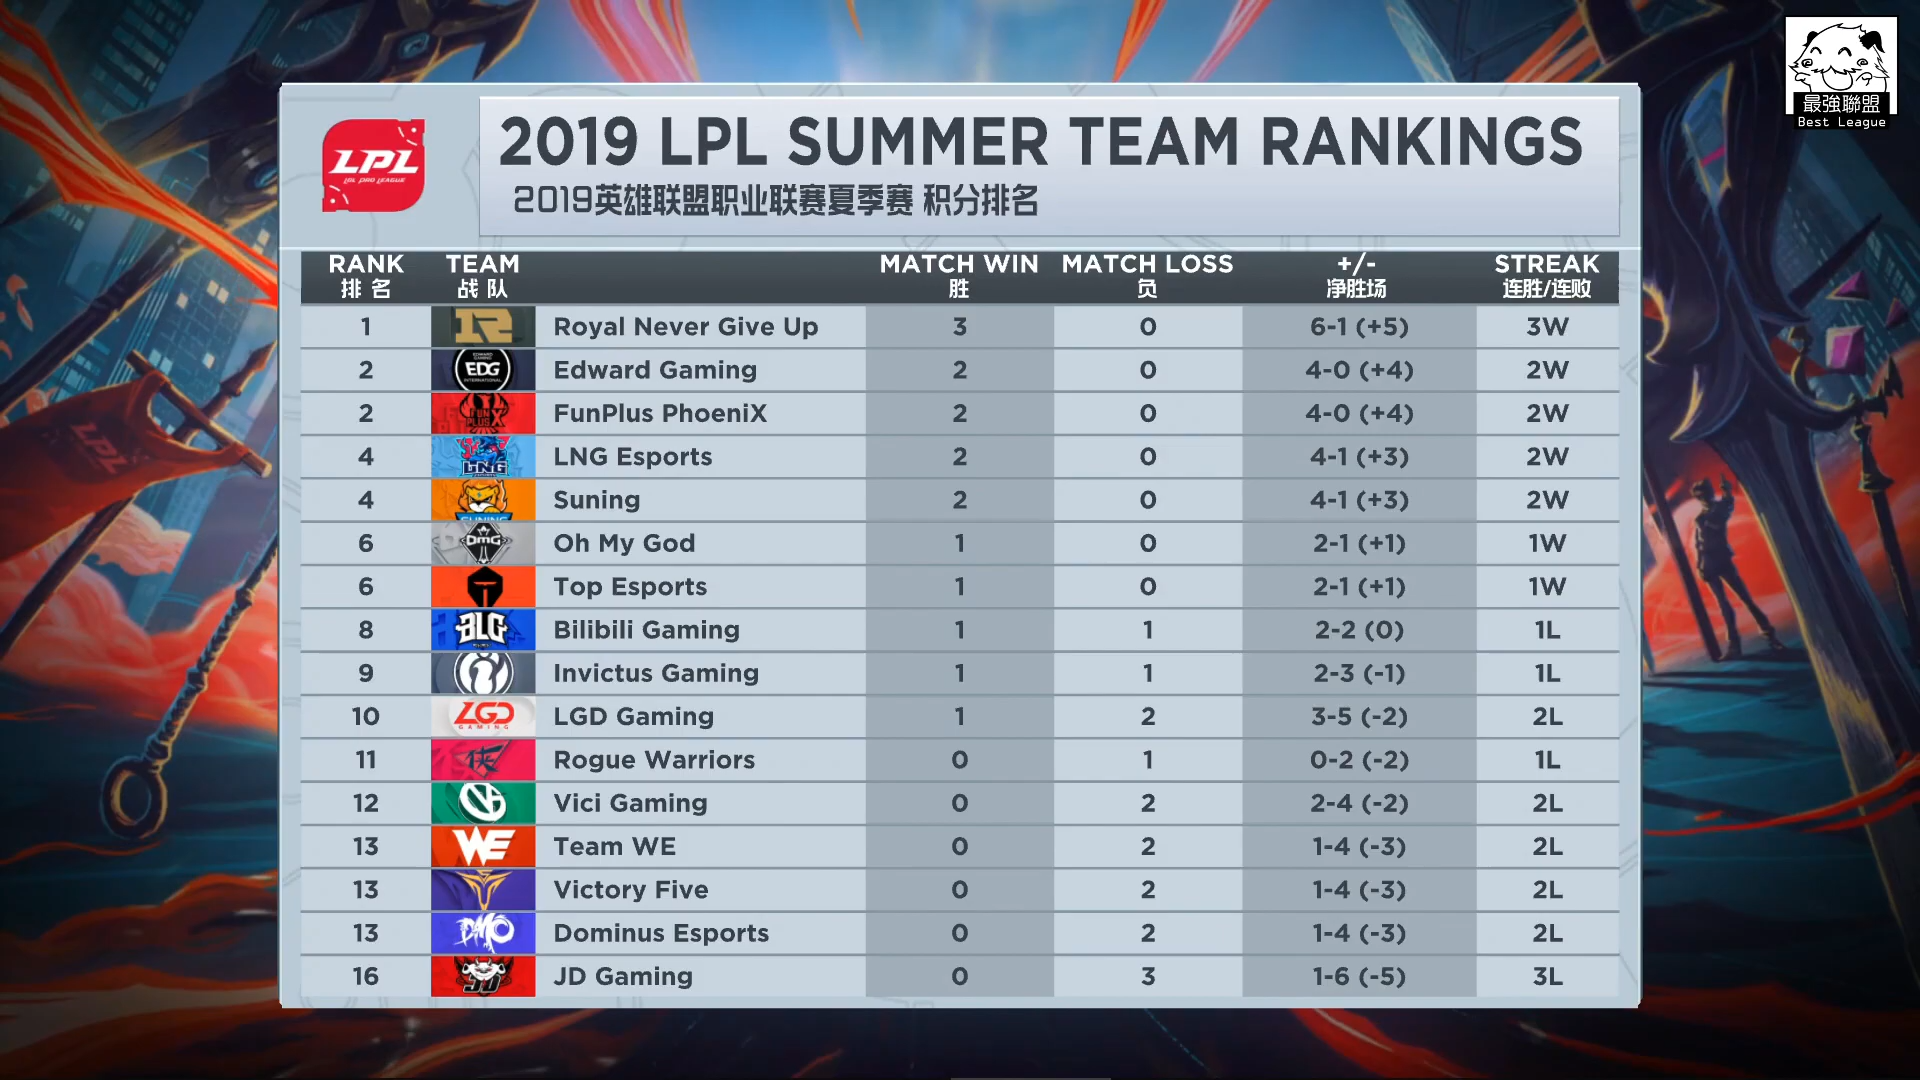 最強聯盟
Best League
LPL
LOL PRO LEAGUE
2019 LPL SUMMER TEAM RANKINGS
2019英雄联盟职业联赛夏季赛 积分排名
RANK TEAM MATCH WIN MATCH LOSS +/- STREAK
排名 战队 胜 负 净胜场 连胜/连败
1 Royal Never Give Up 3 0 6-1 (+5) 3W
2 EDG Edward Gaming 2 0 4-0 (+4) 2W
2 FUN PLUS X FunPlus PhoeniX 2 0 4-0 (+4) 2W
4 LNG LNG Esports 2 0 4-1 (+3) 2W
4 SUNING Suning 2 0 4-1 (+3) 2W
6 OMG Oh My God 1 0 2-1 (+1) 1W
6 Top Esports 1 0 2-1 (+1) 1W
8 BLG Bilibili Gaming 1 1 2-2 (0) 1L
9 Invictus Gaming 1 1 2-3 (-1) 1L
10 LGD GAMING LGD Gaming 1 2 3-5 (-2) 2L
11 Rogue Warriors 0 1 0-2 (-2) 1L
12 VG Vici Gaming 0 2 2-4 (-2) 2L
13 WE Team WE 0 2 1-4 (-3) 2L
13 Victory Five 0 2 1-4 (-3) 2L
13 DMO Dominus Esports 0 2 1-4 (-3) 2L
16 JD JD Gaming 0 3 1-6 (-5) 3L
LPL